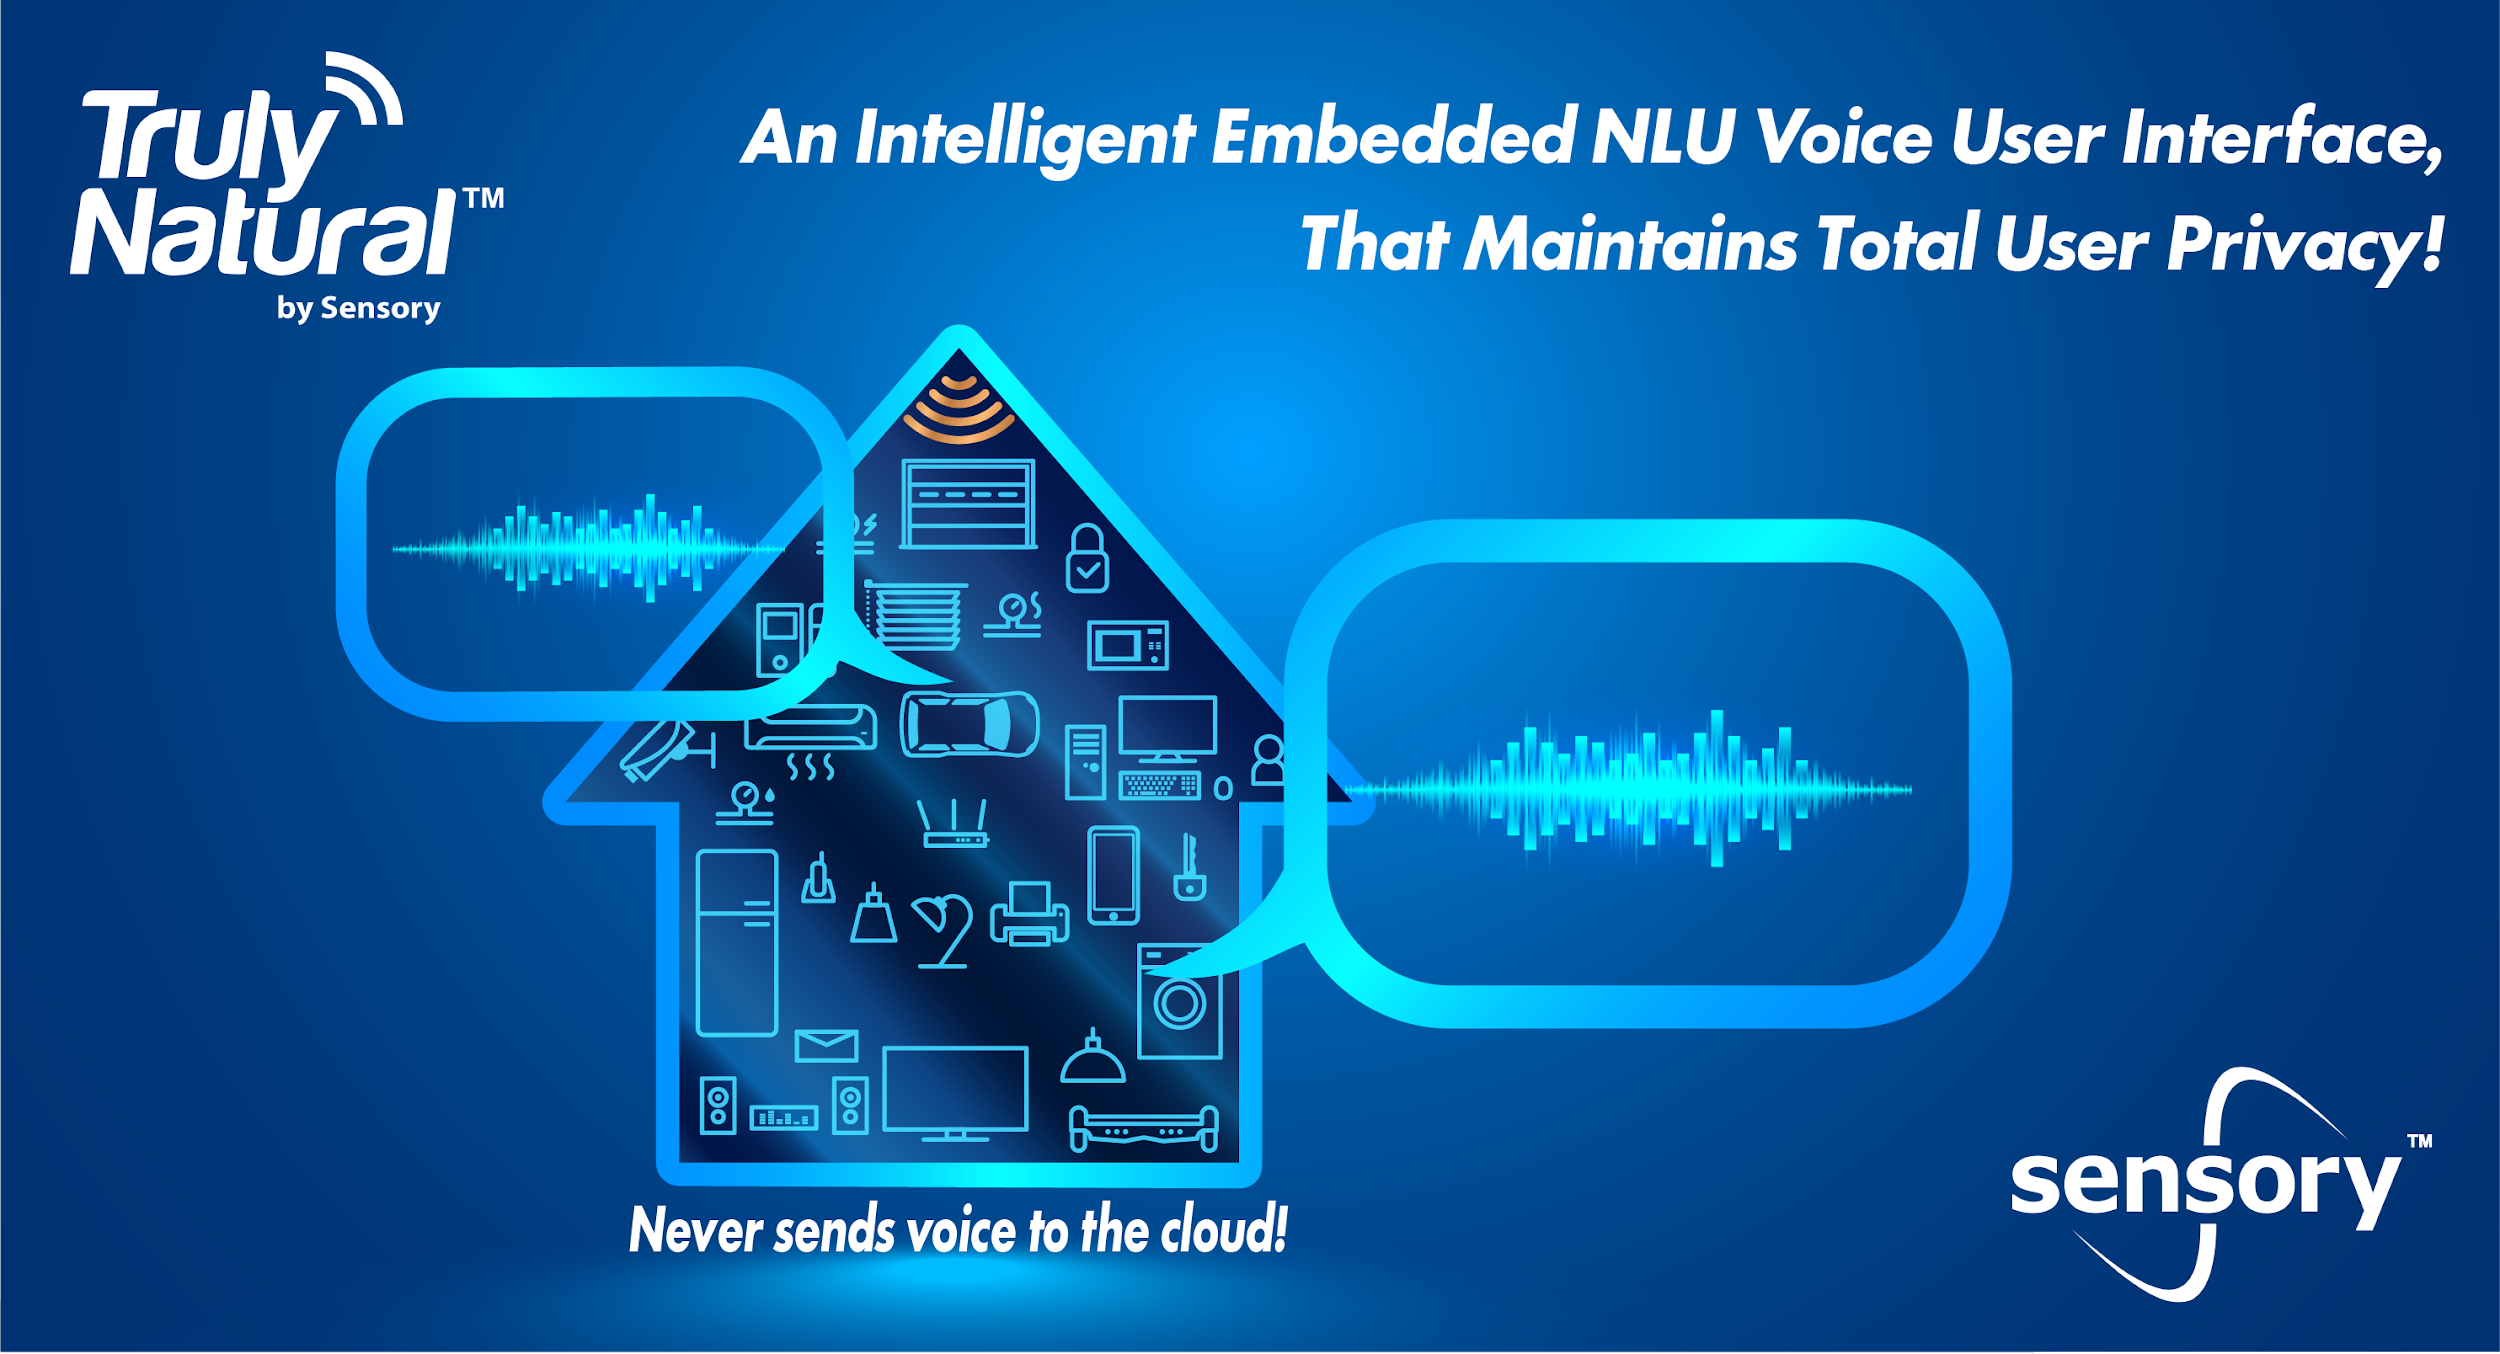 Truly
Natural™
by Sensory
An Intelligent Embedded NLU Voice User Interface,
That Maintains Total User Privacy!
Never sends voice to the cloud!
sensory™